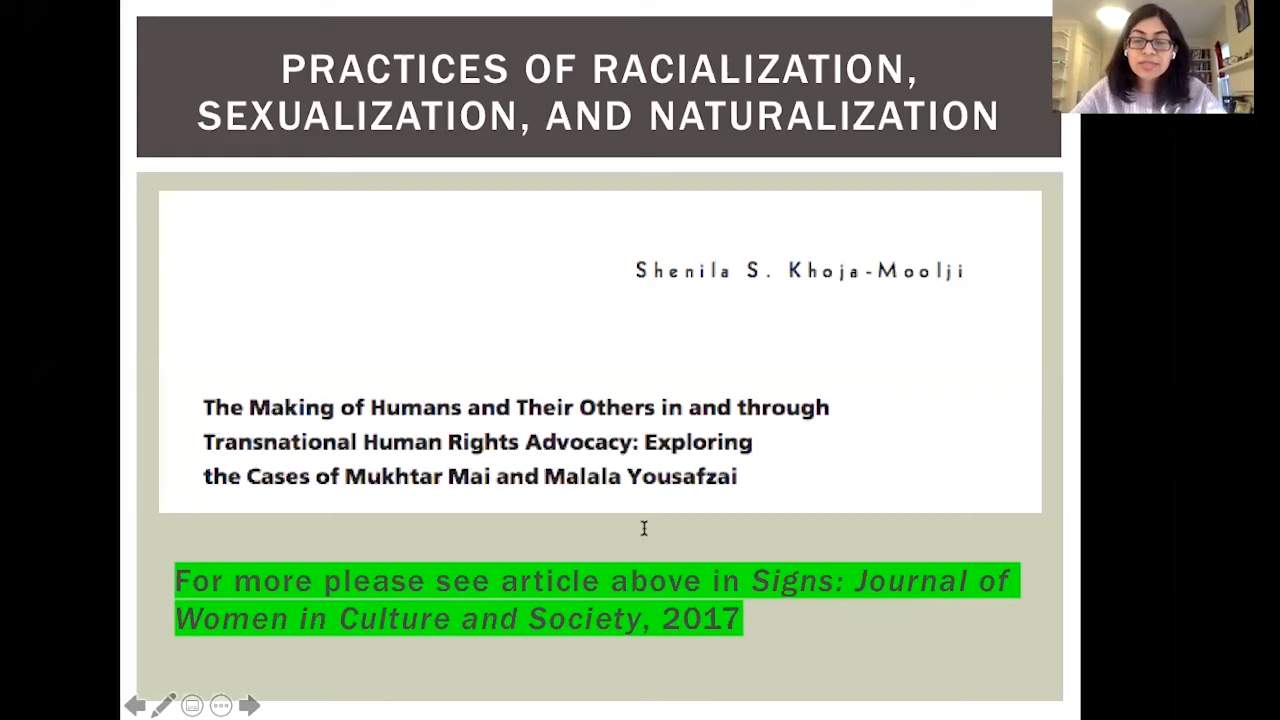 PRACTICES OF RACIALIZATION,
SEXUALIZATION, AND NATURALIZATION
Shenila S. Khoja-Moolji
The Making of Humans and Their Others in and through
Transnational Human Rights Advocacy: Exploring
the Cases of Mukhtar Mai and Malala Yousafzai
For more please see article above in Signs: Journal of
Women in Culture and Society, 2017